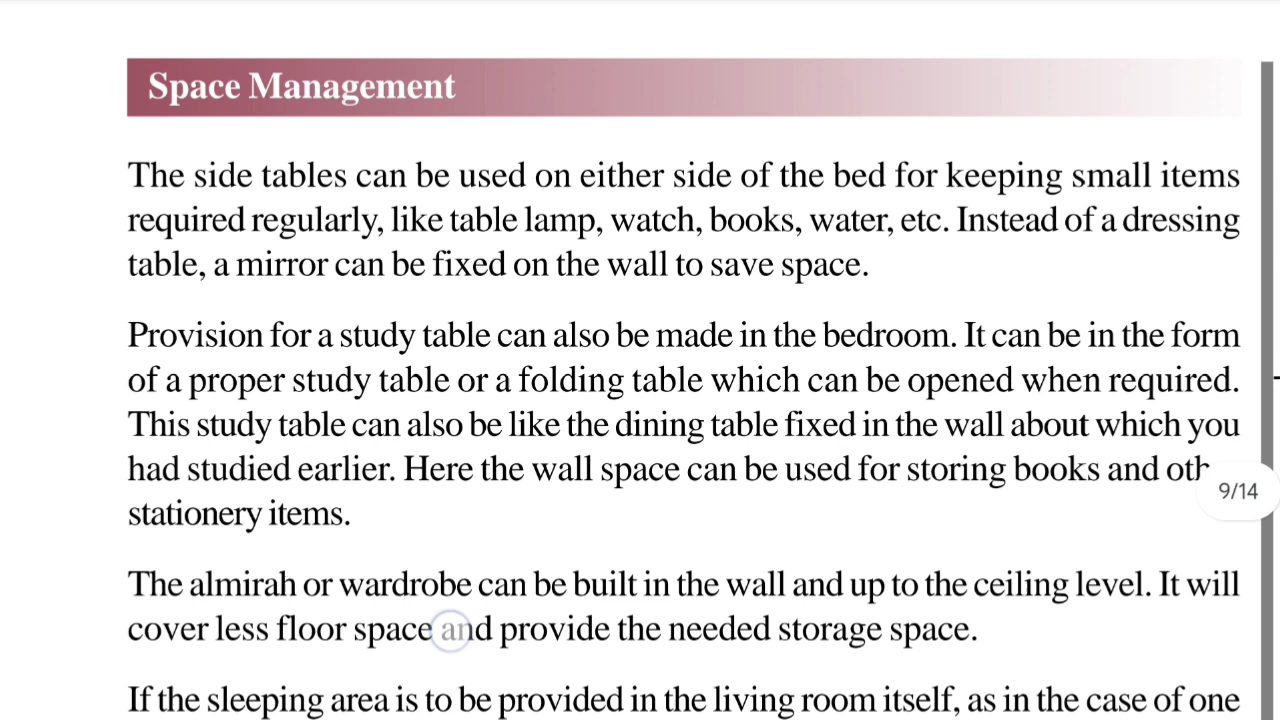 Space Management
The side tables can be used on either side of the bed for keeping small items
required regularly, like table lamp, watch, books, water, etc. Instead of a dressing
table, a mirror can be fixed on the wall to save space.
Provision for a study table can also be made in the bedroom. It can be in the form
of a proper study table or a folding table which can be opened when required.
This study table can also be like the dining table fixed in the wall about which you
had studied earlier. Here the wall space can be used for storing books and
9/14
stationery items.
The almirah or wardrobe can be built in the wall and up to the ceiling level. It will
cover less floor space and provide the needed storage space.
If the sleeping area is to be provided in the living room itself, as in the case of one